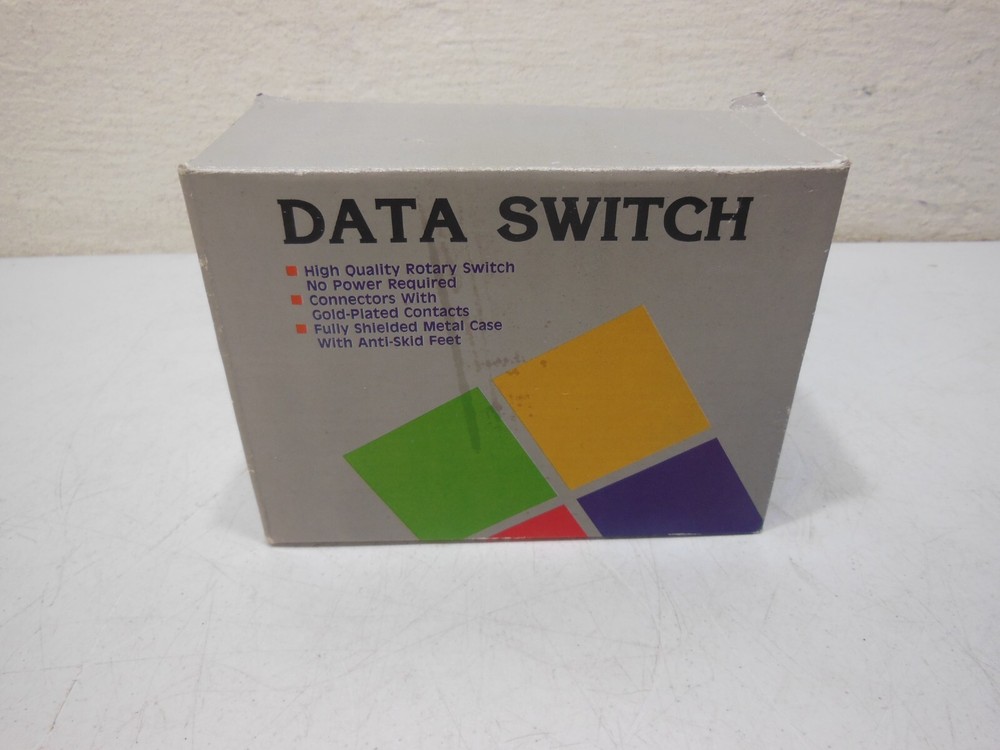 DATA SWITCH
High Quality Rotary Switch
No Power Required
Connectors With
Gold-Plated Contacts
Fully Shielded Metal Case
With Anti-Skid Feet